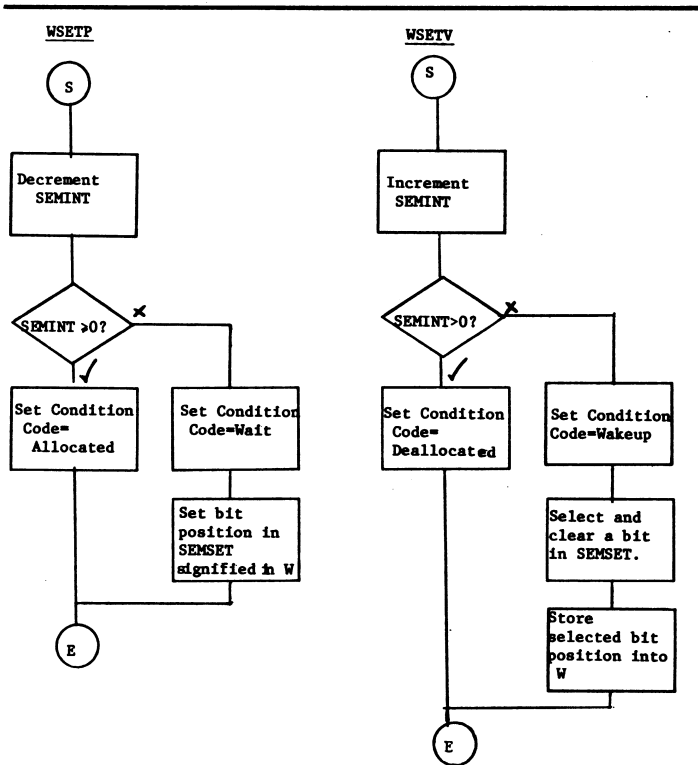 WSETP
S
Decrement
SEMINT
SEMINT ≥0?
x
✓
Set Condition
Code=
Allocated
Set Condition
Code=Wait
Set bit
position in
SEMSET
signified in W
E
WSETV
S
Increment
SEMINT
SEMINT>0?
x
✓
Set Condition
Code=
Deallocated
Set Condition
Code=Wakeup
Select and
clear a bit
in SEMSET.
Store
selected bit
position into
W
E